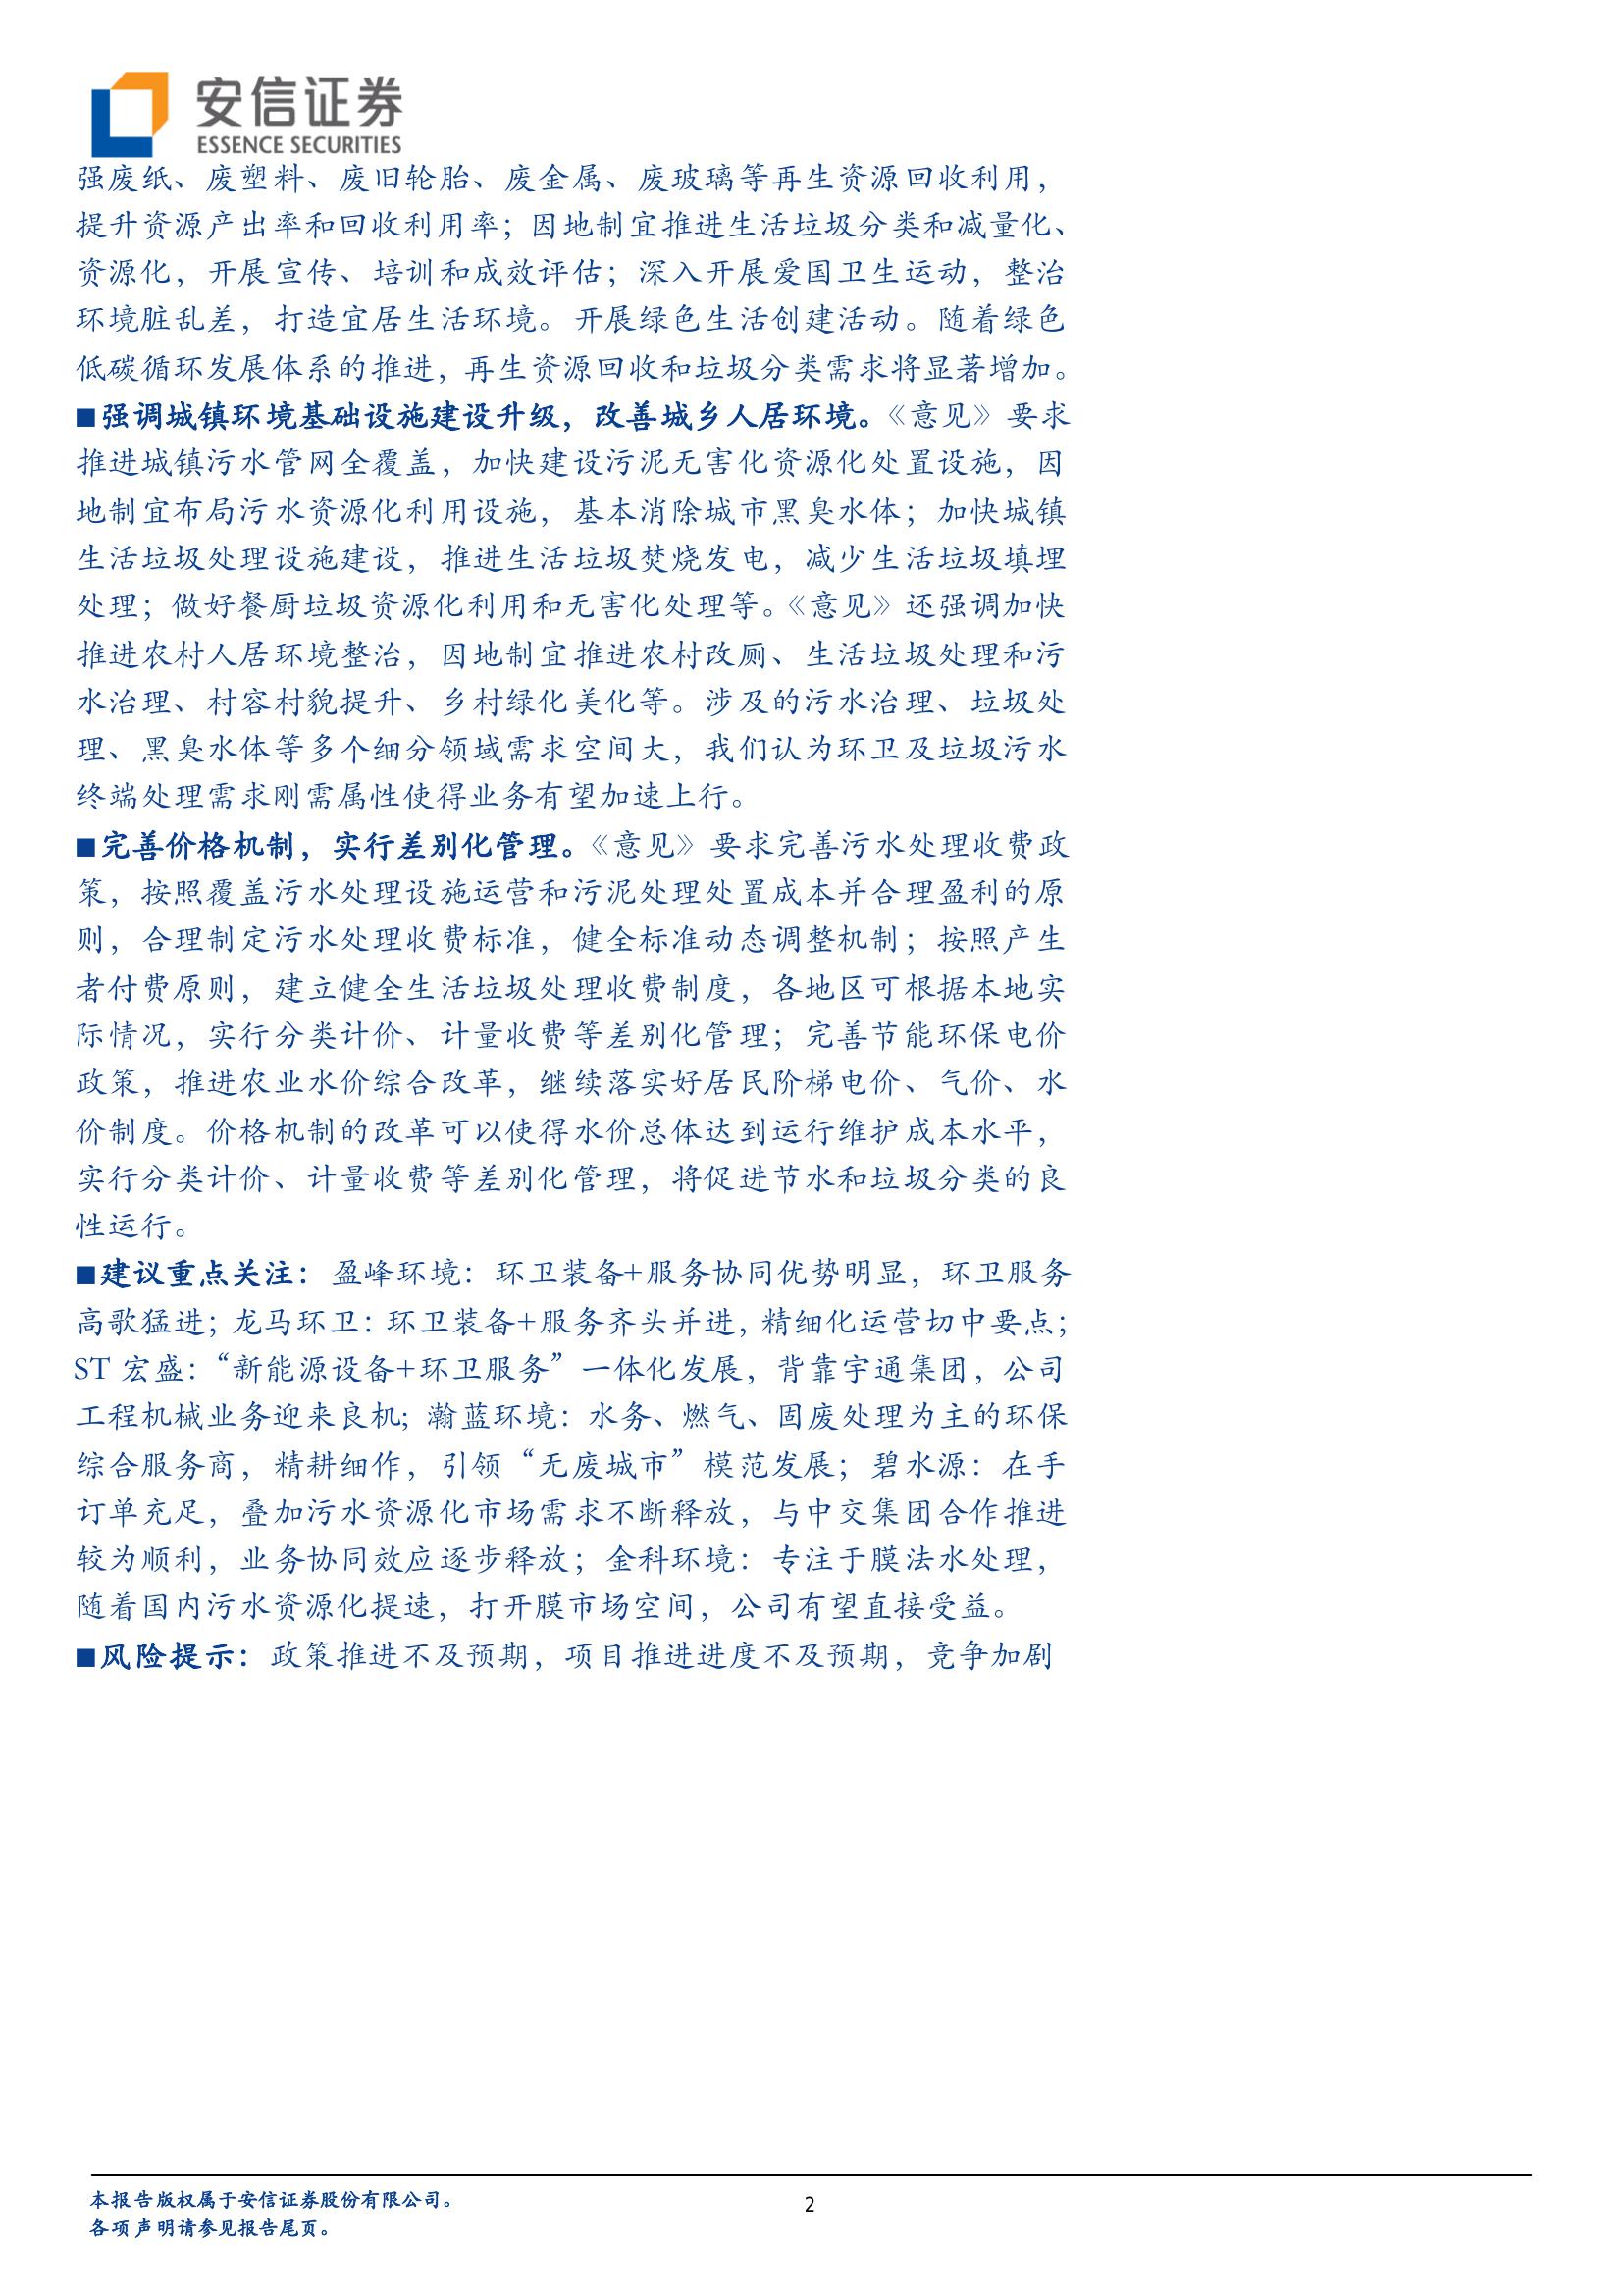 安信证券
ESSENCE SECURITIES
强废纸、废塑料、废旧轮胎、废金属、废玻璃等再生资源回收利用，
提升资源产出率和回收利用率；因地制宜推进生活垃圾分类和减量化、
资源化，开展宣传、培训和成效评估；深入开展爱国卫生运动，整治
环境脏乱差，打造宜居生活环境。开展绿色生活创建活动。随着绿色
低碳循环发展体系的推进，再生资源回收和垃圾分类需求将显著增加。
■强调城镇环境基础设施建设升级，改善城乡人居环境。《意见》要求
推进城镇污水管网全覆盖，加快建设污泥无害化资源化处置设施，因
地制宜布局污水资源化利用设施，基本消除城市黑臭水体；加快城镇
生活垃圾处理设施建设，推进生活垃圾焚烧发电，减少生活垃圾填埋
处理；做好餐厨垃圾资源化利用和无害化处理等。《意见》还强调加快
推进农村人居环境整治，因地制宜推进农村改厕、生活垃圾处理和污
水治理、村容村貌提升、乡村绿化美化等。涉及的污水治理、垃圾处
理、黑臭水体等多个细分领域需求空间大，我们认为环卫及垃圾污水
终端处理需求刚需属性使得业务有望加速上行。
■完善价格机制，实行差别化管理。《意见》要求完善污水处理收费政
策，按照覆盖污水处理设施运营和污泥处理处置成本并合理盈利的原
则，合理制定污水处理收费标准，健全标准动态调整机制；按照产生
者付费原则，建立健全生活垃圾处理收费制度，各地区可根据本地实
际情况，实行分类计价、计量收费等差别化管理；完善节能环保电价
政策，推进农业水价综合改革，继续落实好居民阶梯电价、气价、水
价制度。价格机制的改革可以使得水价总体达到运行维护成本水平，
实行分类计价、计量收费等差别化管理，将促进节水和垃圾分类的良
性运行。
■建议重点关注：盈峰环境：环卫装备+服务协同优势明显，环卫服务
高歌猛进；龙马环卫：环卫装备+服务齐头并进，精细化运营切中要点；
ST 宏盛：“新能源设备+环卫服务”一体化发展，背靠宇通集团，公司
工程机械业务迎来良机；瀚蓝环境：水务、燃气、固废处理为主的环保
综合服务商，精耕细作，引领“无废城市”模范发展；碧水源：在手
订单充足，叠加污水资源化市场需求不断释放，与中交集团合作推进
较为顺利，业务协同效应逐步释放；金科环境：专注于膜法水处理，
随着国内污水资源化提速，打开膜市场空间，公司有望直接受益。
■风险提示：政策推进不及预期，项目推进进度不及预期，竞争加剧
本报告版权属于安信证券股份有限公司。
各项声明请参见报告尾页。
2